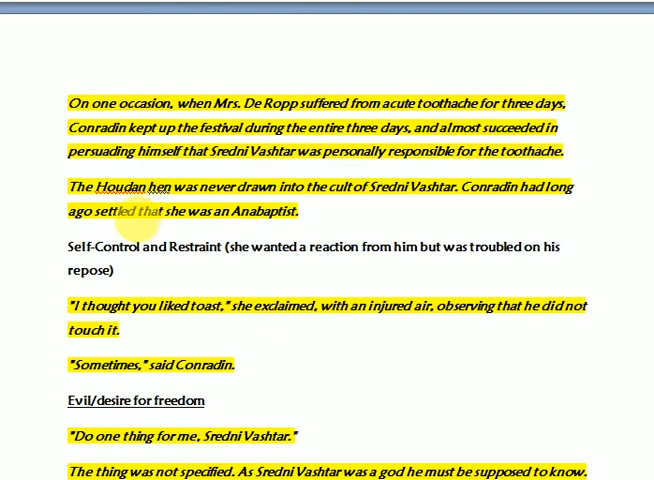 On one occasion, when Mrs. De Ropp suffered from acute toothache for three days,
Conradin kept up the festival during the entire three days, and almost succeeded in
persuading himself that Sredni Vashtar was personally responsible for the toothache.
The Houdan hen was never drawn into the cult of Sredni Vashtar. Conradin had long
ago settled that she was an Anabaptist.
Self-Control and Restraint (she wanted a reaction from him but was troubled on his
repose)
"I thought you liked toast," she exclaimed, with an injured air, observing that he did not
touch it.
"Sometimes," said Conradin.
Evil/desire for freedom
"Do one thing for me, Sredni Vashtar."
The thing was not specified. As Sredni Vashtar was a god he must be supposed to know.